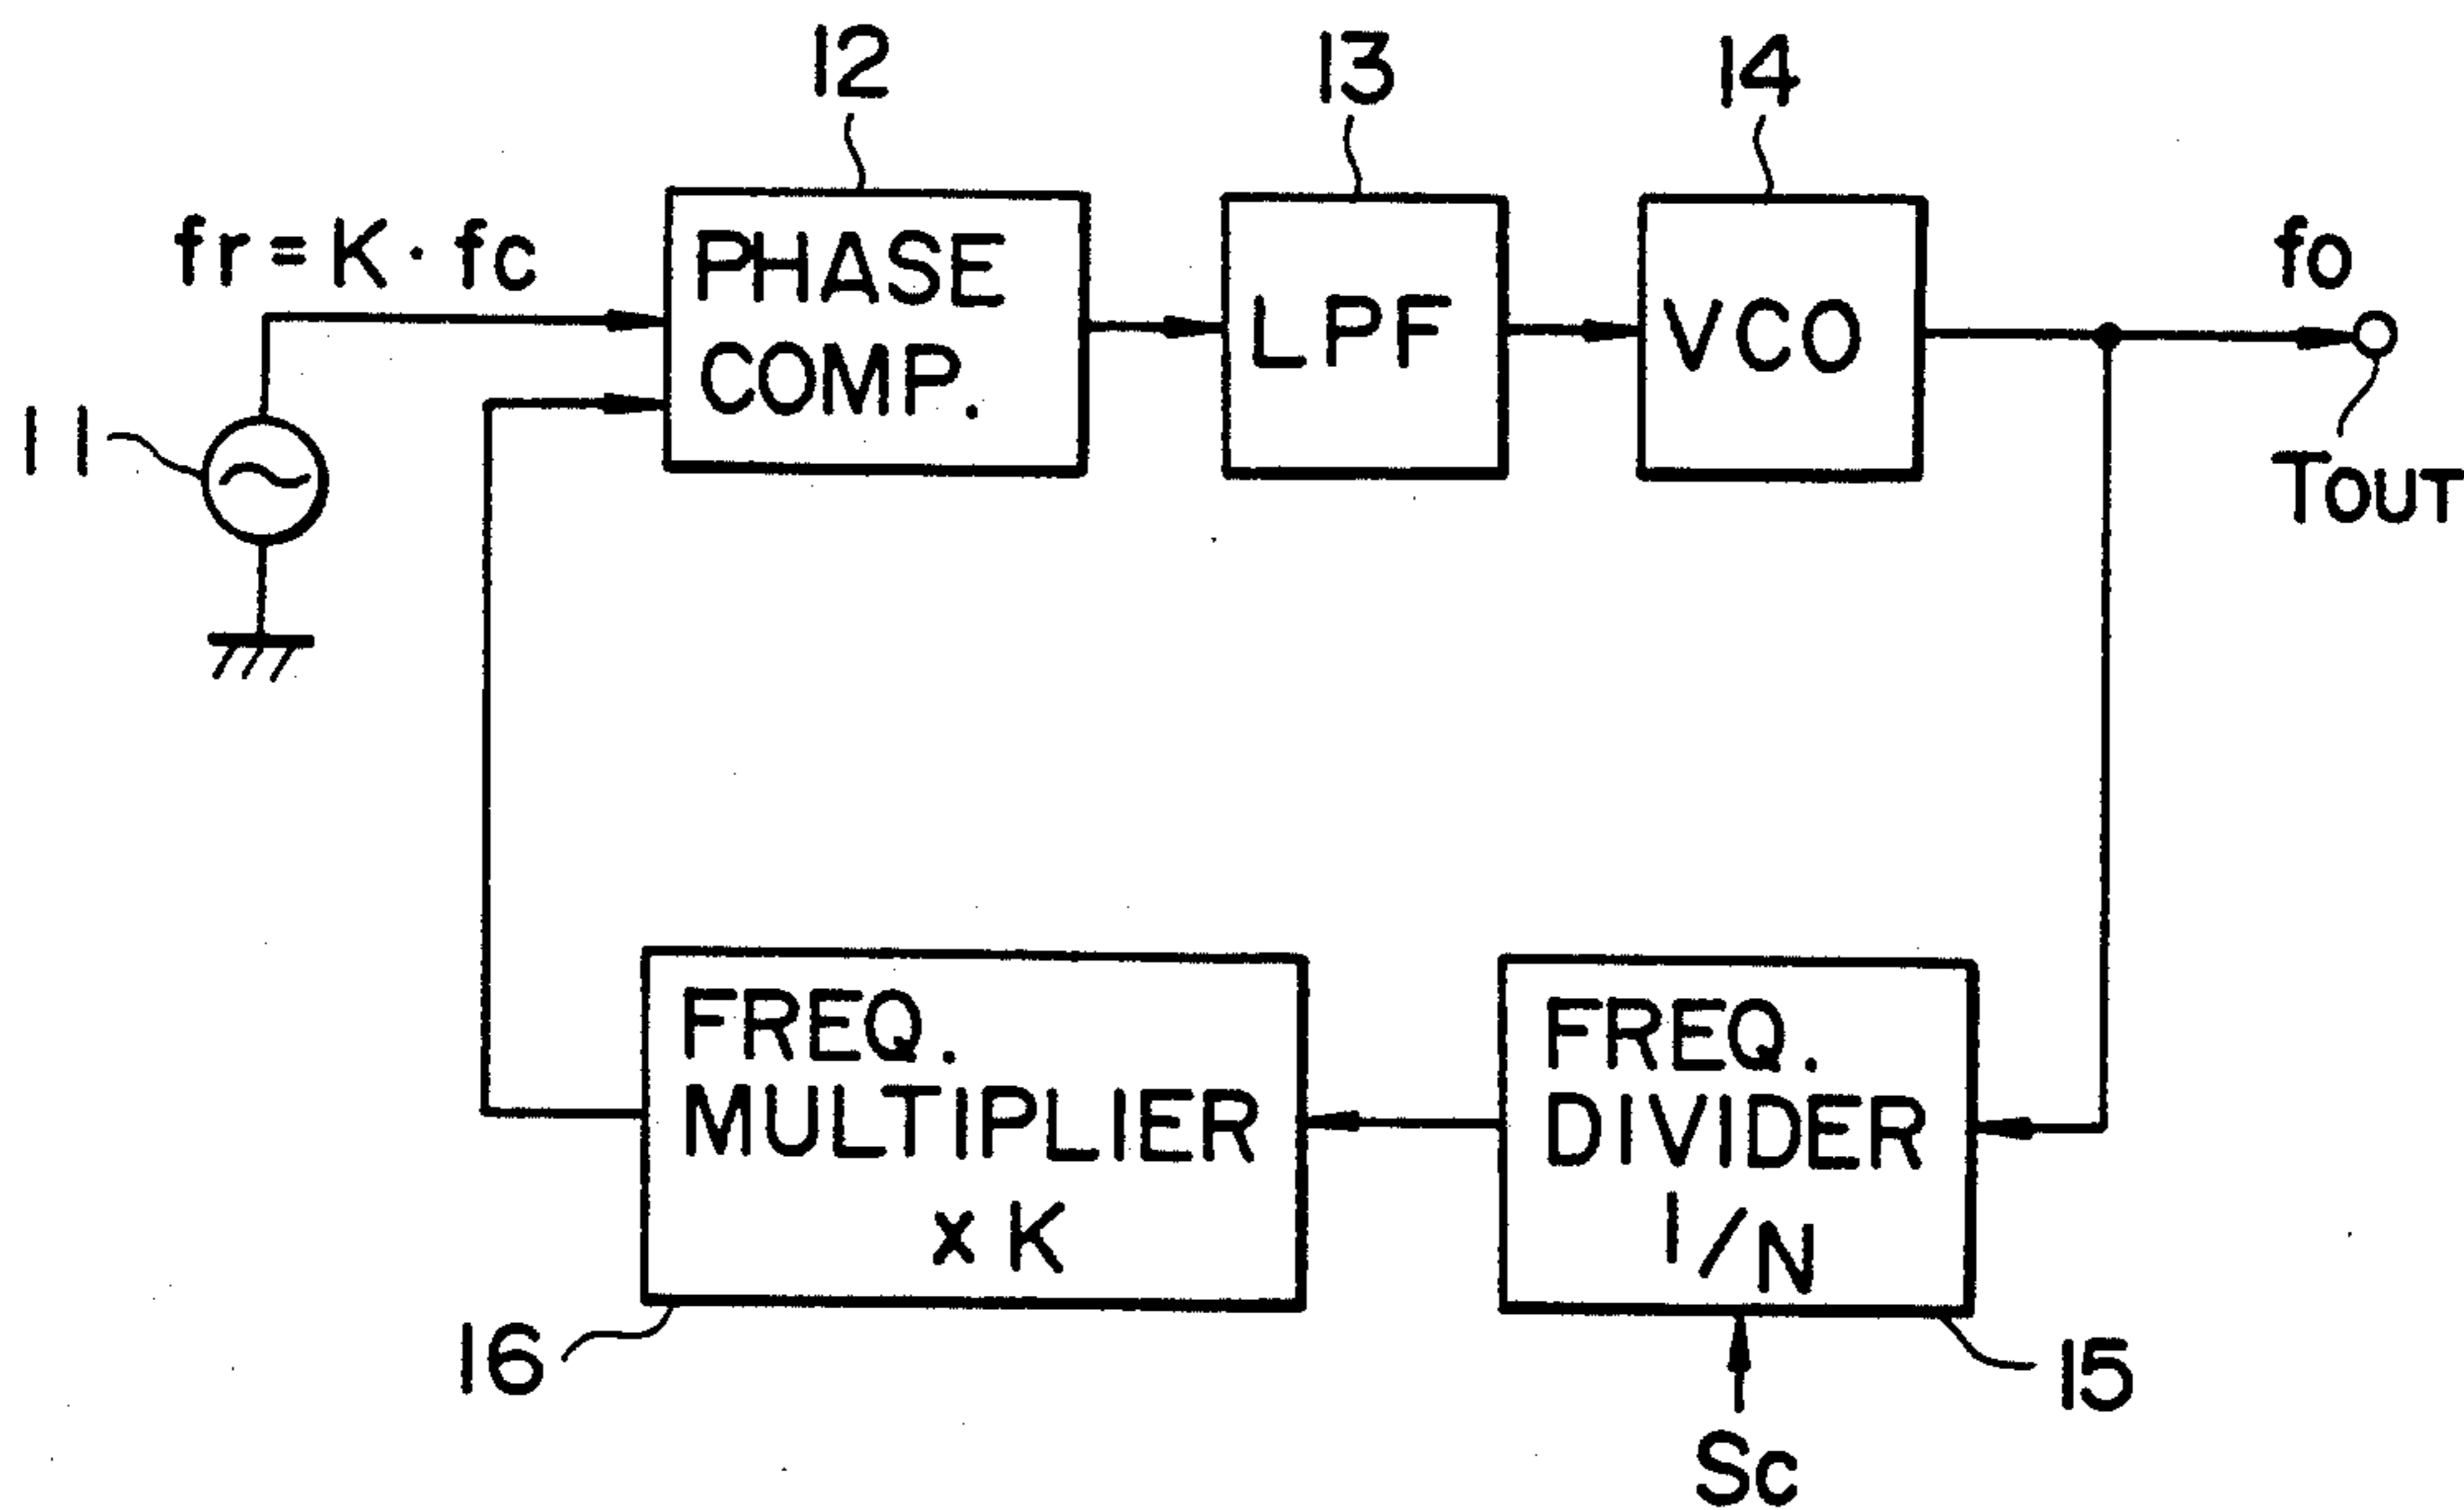 12
13
14
fr = K · fc
PHASE
COMP.
LPF
VCO
fo
11
TOUT
FREQ.
MULTIPLIER
x K
FREQ.
DIVIDER
1/N
16
15
Sc